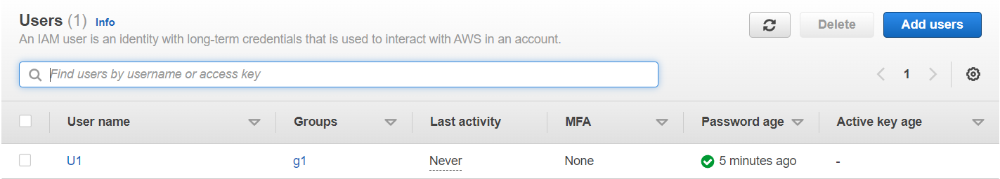 Users (1) Info
An IAM user is an identity with long-term credentials that is used to interact with AWS in an account.
Delete
Add users
Find users by username or access key
1
User name Groups Last activity MFA Password age Active key age
U1 g1 Never None 5 minutes ago -